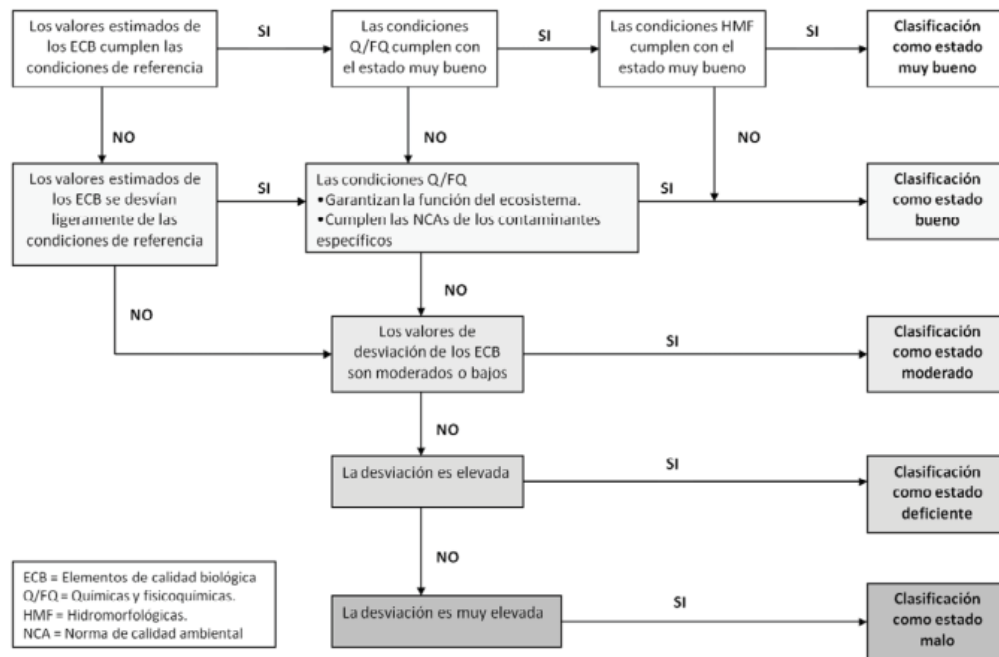 Los valores estimados de
los ECB cumplen las
condiciones de referencia
SI
Las condiciones
Q/FQ cumplen con
el estado muy bueno
SI
Las condiciones HMF
cumplen con el
estado muy bueno
SI
Clasificación
como estado
muy bueno
NO
NO
NO
Los valores estimados de
los ECB se desvían
ligeramente de las
condiciones de referencia
SI
Las condiciones Q/FQ
•Garantizan la función del ecosistema.
•Cumplen las NCAs de los contaminantes
específicos
SI
Clasificación
como estado
bueno
NO
NO
Los valores de
desviación de los ECB
son moderados o bajos
SI
Clasificación
como estado
moderado
NO
La desviación es elevada
SI
Clasificación
como estado
deficiente
NO
La desviación es muy elevada
SI
Clasificación
como estado
malo
ECB = Elementos de calidad biológica
Q/FQ = Químicas y fisicoquímicas.
HMF = Hidromorfológicas.
NCA = Norma de calidad ambiental